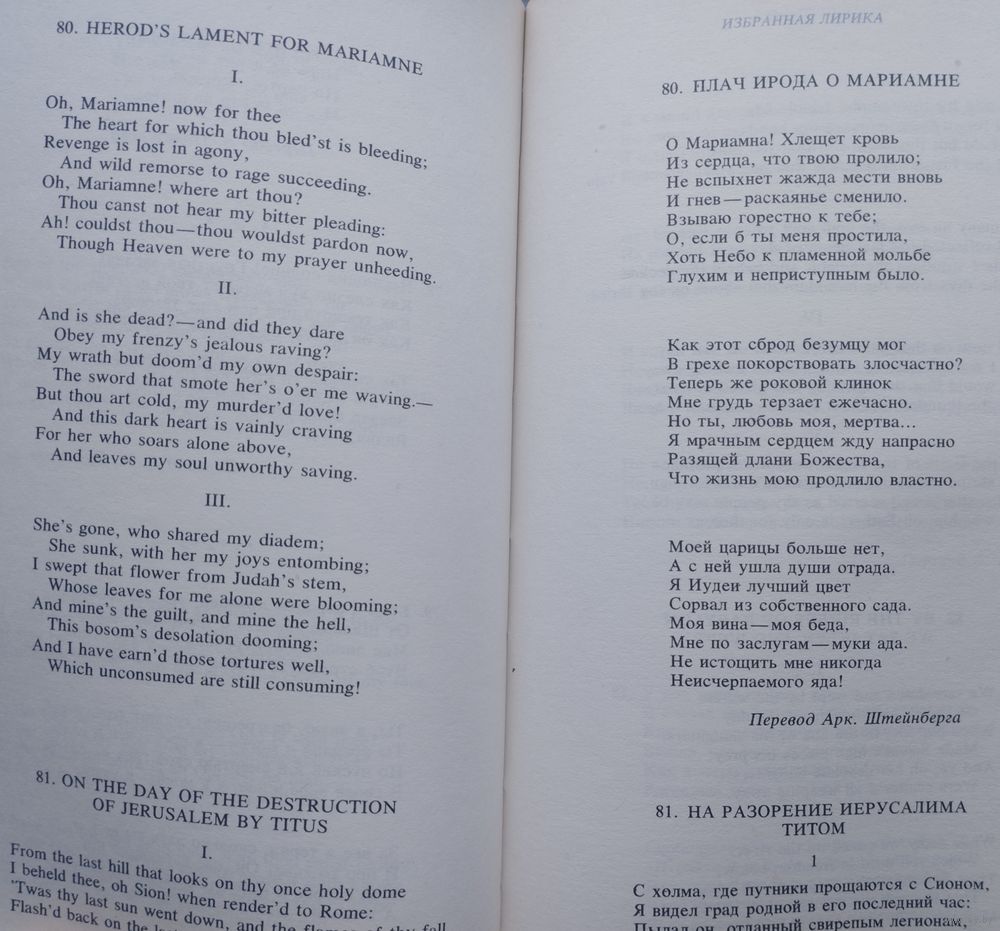 80. HEROD'S LAMENT FOR MARIAMNE
I.
Oh, Mariamne! now for thee
The heart for which thou bled'st is bleeding;
Revenge is lost in agony,
And wild remorse to rage succeeding.
Oh, Mariamne! where art thou?
Thou canst not hear my bitter pleading:
Ah! couldst thou—thou wouldst pardon now,
Though Heaven were to my prayer unheeding.
II.
And is she dead?—and did they dare
Obey my frenzy's jealous raving?
My wrath but doom'd my own despair:
The sword that smote her's o'er me waving.—
But thou art cold, my murder'd love!
And this dark heart is vainly craving
For her who soars alone above,
And leaves my soul unworthy saving.
III.
She's gone, who shared my diadem;
She sunk, with her my joys entombing;
I swept that flower from Judah's stem,
Whose leaves for me alone were blooming;
And mine's the guilt, and mine the hell,
This bosom's desolation dooming;
And I have earn'd those tortures well,
Which unconsumed are still consuming!
81. ON THE DAY OF THE DESTRUCTION
OF JERUSALEM BY TITUS
I.
From the last hill that looks on thy once holy dome
I beheld thee, oh Sion! when render'd to Rome:
'Twas thy last sun went down, and the flames of thy fall
Flash'd back on the
ИЗБРАННАЯ ЛИРИКА
80. ПЛАЧ ИРОДА О МАРИАМНЕ
О Мариамна! Хлещет кровь
Из сердца, что твою пролило;
Не вспыхнет жажда мести вновь
И гнев—раскаянье сменило.
Взываю горестно к тебе;
О, если б ты меня простила,
Хоть Небо к пламенной мольбе
Глухим и неприступным было.
Как этот сброд безумцу мог
В грехе покорствовать злосчастно?
Теперь же роковой клинок
Мне грудь терзает ежечасно.
Но ты, любовь моя, мертва...
Я мрачным сердцем жду напрасно
Разящей длани Божества,
Что жизнь мою продлило властно.
Моей царицы больше нет,
А с ней ушла души отрада.
Я Иудеи лучший цвет
Сорвал из собственного сада.
Моя вина—моя беда,
Мне по заслугам—муки ада.
Не истощить мне никогда
Неисчерпаемого яда!
Перевод Арк. Штейнберга
81. НА РАЗОРЕНИЕ ИЕРУСАЛИМА
ТИТОМ
1
С холма, где путники прощаются с Сионом,
Я видел град родной в его последний час:
Пылал он, отданный свирепым легионам,